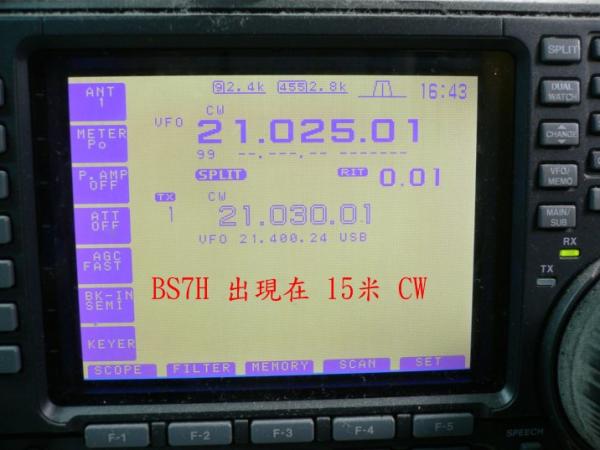 ANT 1
⑨2.4k 455 2.8k 16:43
CW
VFO 21.025.01
METER Po
99 --.---.-- -------
P.AMP OFF
SPLIT RIT 0.01
TX CW
1 21.030.01
ATT OFF
VFO 21.400.24 USB
AGC FAST
BK-IN SEMI
BS7H 出現在 15米 CW
KEYER
SCOPE FILTER MEMORY SCAN SET
F-1 F-2 F-3 F-4 F-5
SPLIT
DUAL WATCH
CHANGE
VFO/ MEMO
MAIN/ SUB
RX
TX
SPEECH